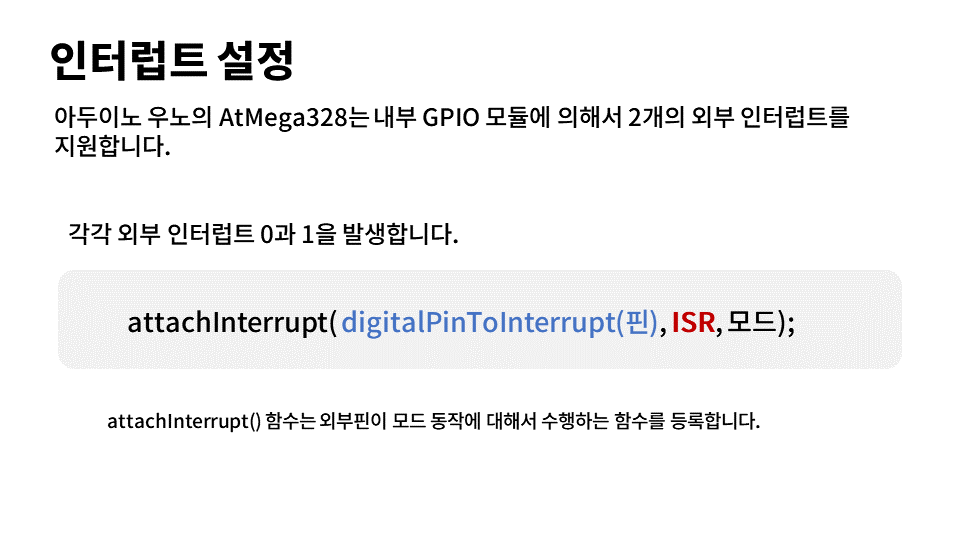 인터럽트 설정
아두이노 우노의 AtMega328는 내부 GPIO 모듈에 의해서 2개의 외부 인터럽트를
지원합니다.
각각 외부 인터럽트 0과 1을 발생합니다.
attachInterrupt( digitalPinToInterrupt(핀), ISR, 모드);
attachInterrupt() 함수는 외부핀이 모드 동작에 대해서 수행하는 함수를 등록합니다.